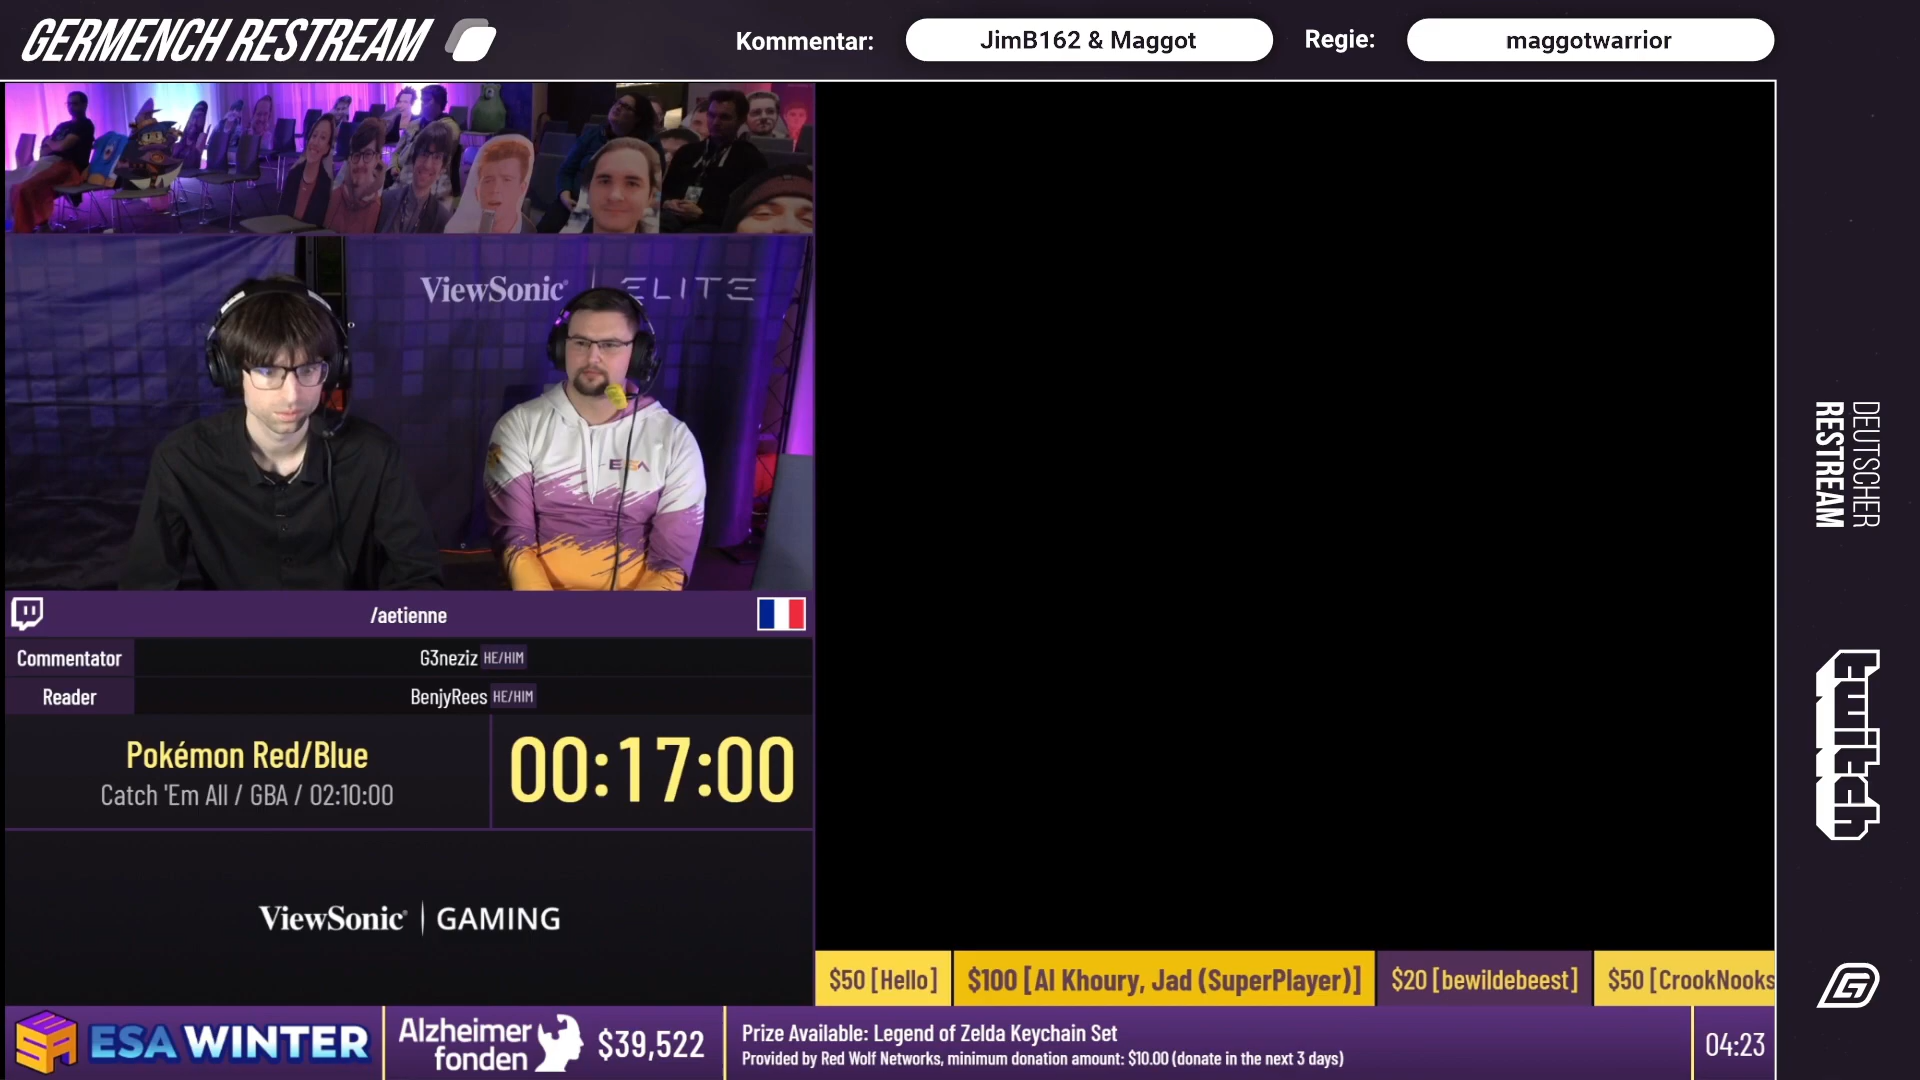 GERMENCH RESTREAM
Kommentar:
JimB162 & Maggot
Regie:
maggotwarrior
ViewSonic | ELITE
ESA
/aetienne
Commentator
G3neziz HE/HIM
Reader
BenjyRees HE/HIM
Pokémon Red/Blue
Catch 'Em All / GBA / 02:10:00
00:17:00
ViewSonic | GAMING
$50 [Hello]
$100 [Al Khoury, Jad (SuperPlayer)]
$20 [bewildebeest]
$50 [CrookNooks
ESA WINTER
Alzheimer
fonden
$39,522
Prize Available: Legend of Zelda Keychain Set
Provided by Red Wolf Networks, minimum donation amount: $10.00 (donate in the next 3 days)
04:23
DEUTSCHER
RESTREAM
twitch
G